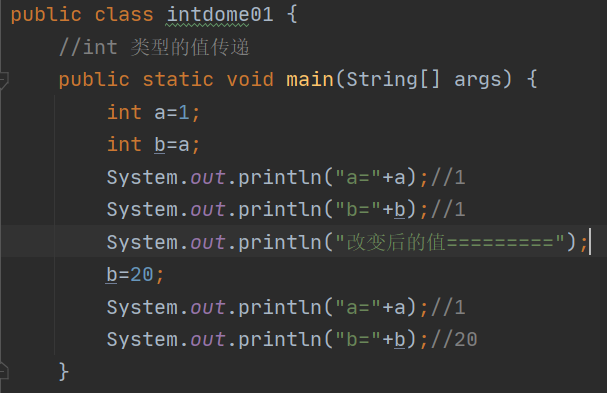 public class intdome01 {
//int 类型的值传递
public static void main(String[] args) {
int a=1;
int b=a;
System.out.println("a="+a);//1
System.out.println("b="+b);//1
System.out.println("改变后的值=========");
b=20;
System.out.println("a="+a);//1
System.out.println("b="+b);//20
}